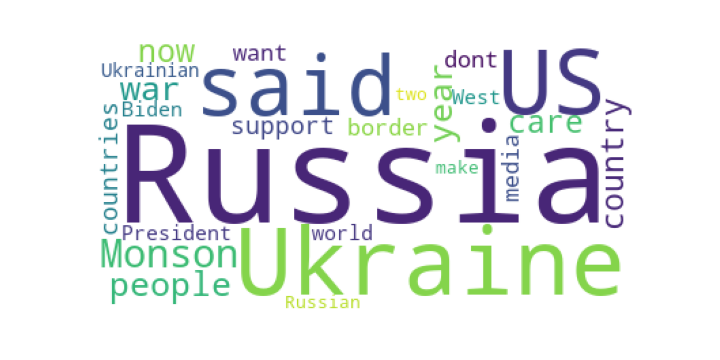 now
want
said
dont
US
Ukrainian
war
Biden
two
West
year
support
border
care
country
countries
Russia
media
make
President
world
Monson
Ukraine
people
Russian